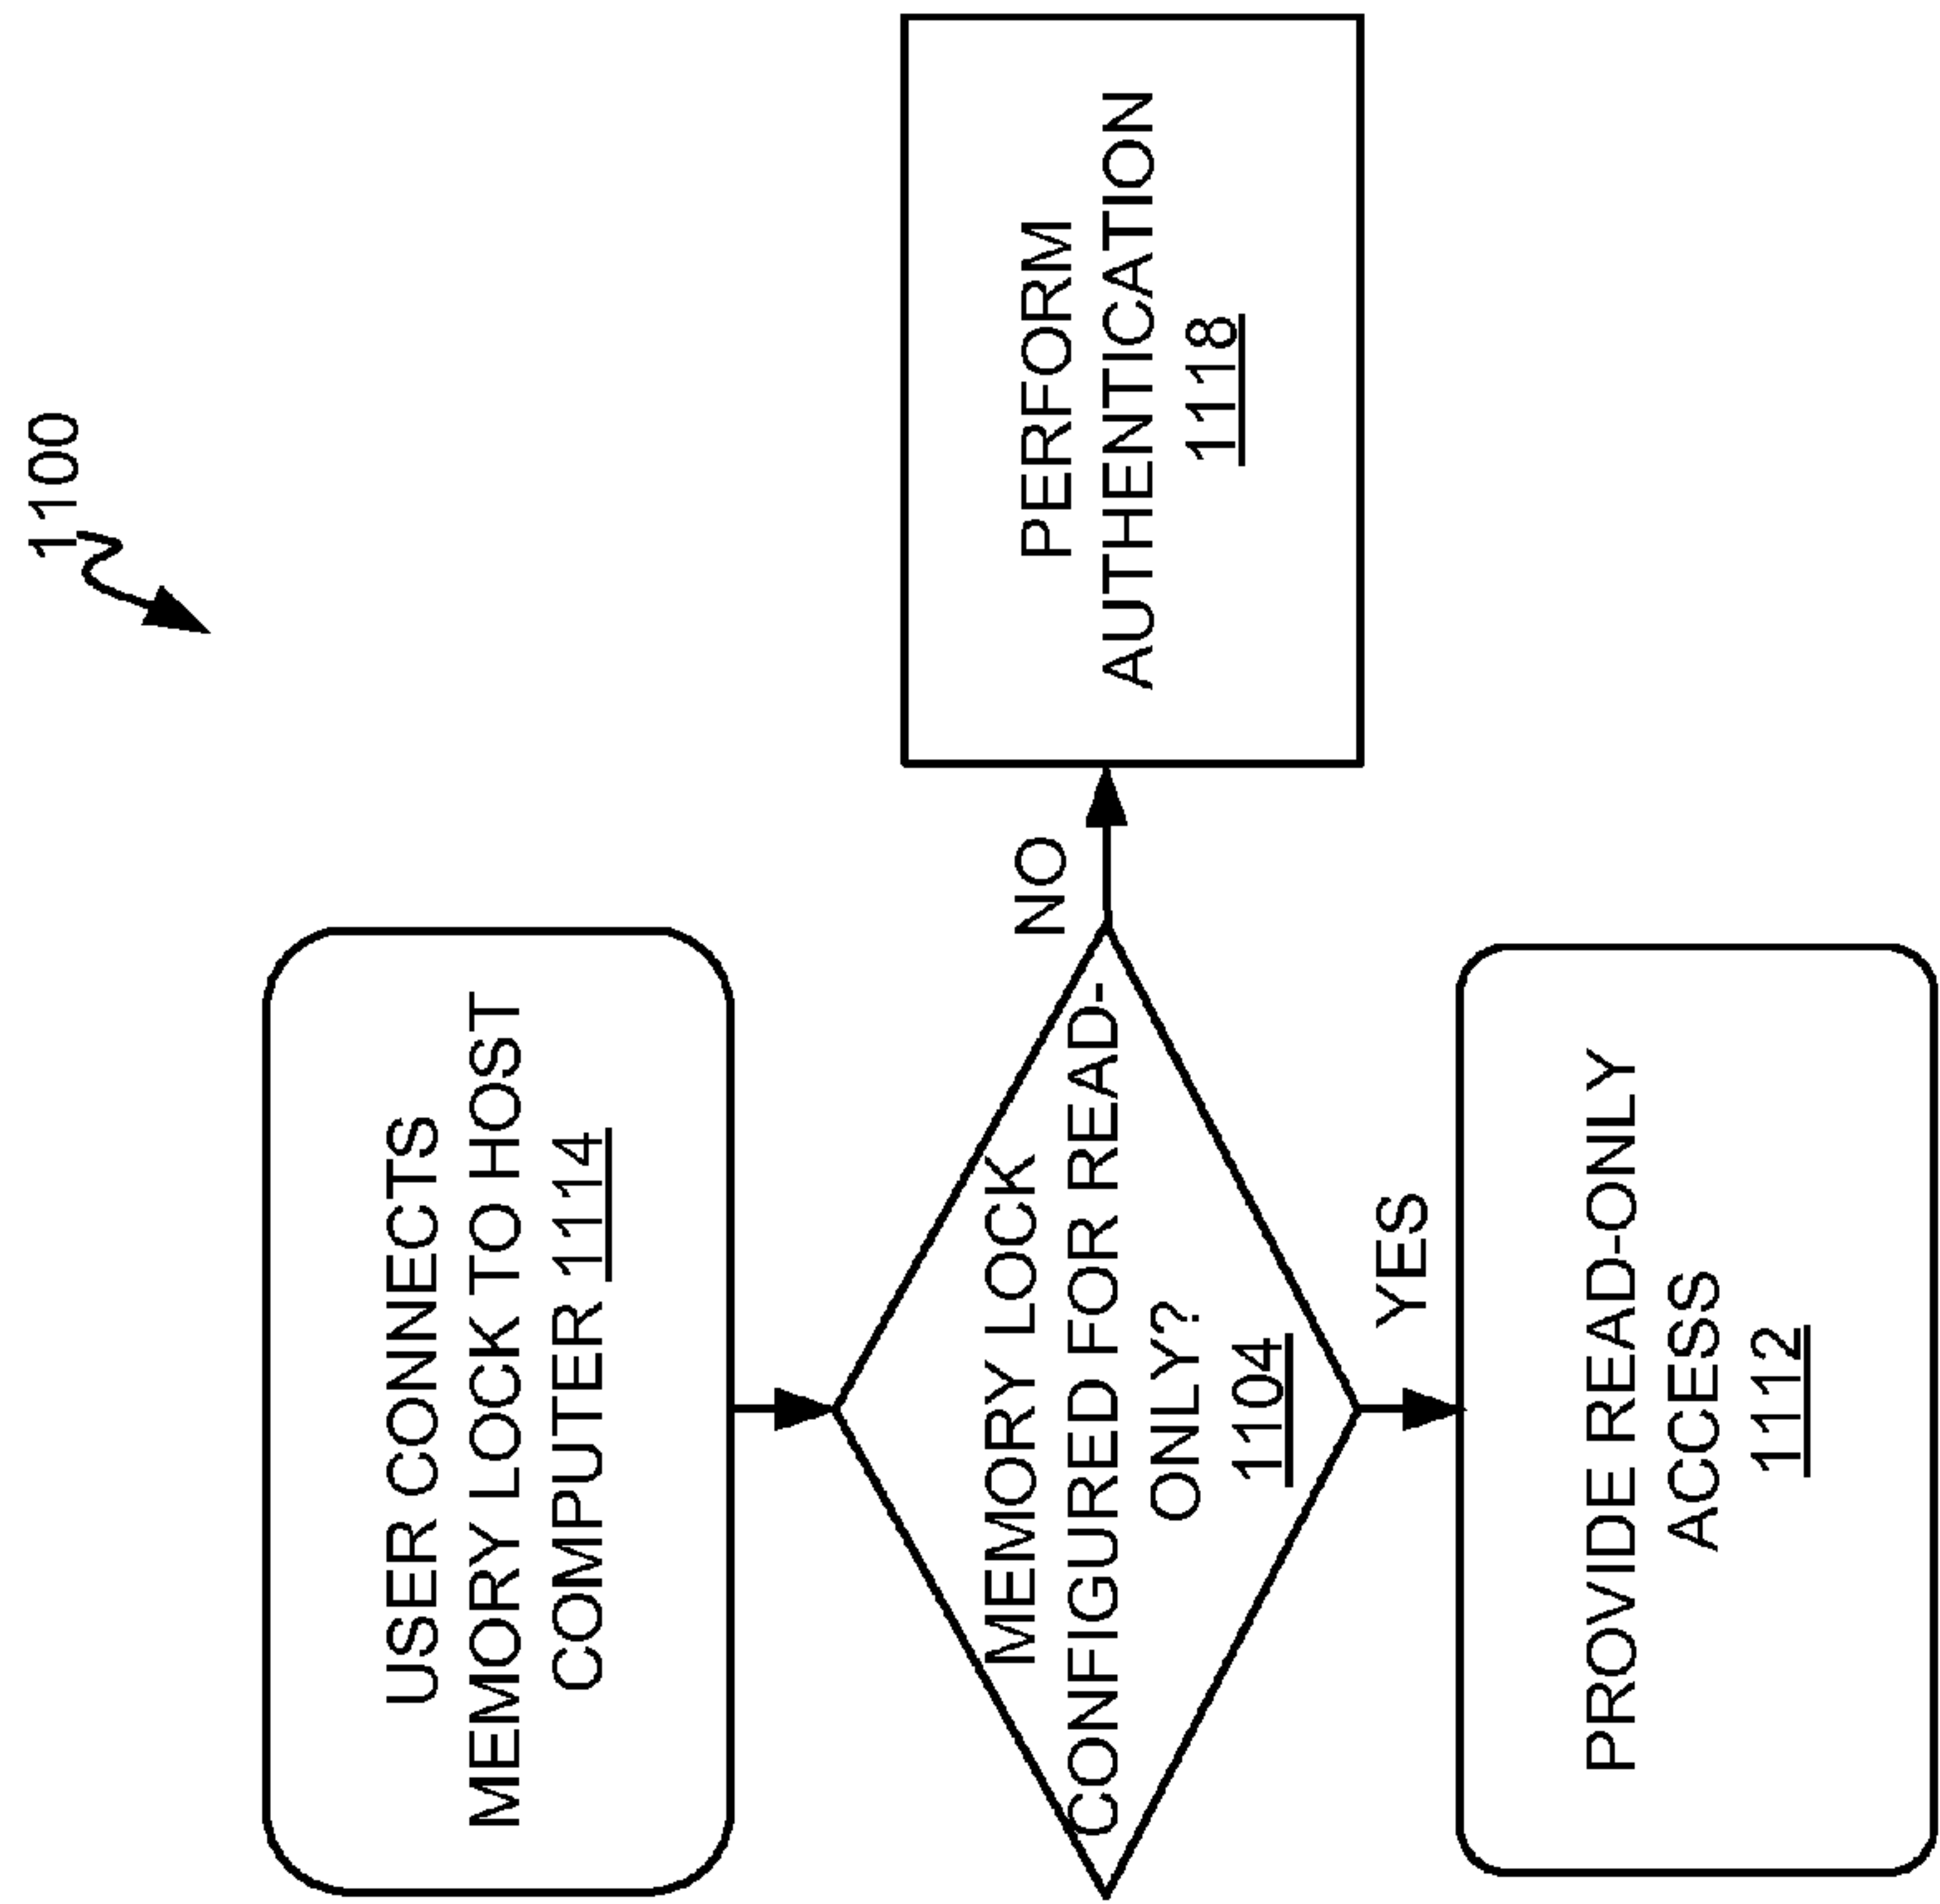 1100
USER CONNECTS
MEMORY LOCK TO HOST
COMPUTER 1114
MEMORY LOCK
CONFIGURED FOR READ-
ONLY?
1104
NO
PERFORM
AUTHENTICATION
1118
YES
PROVIDE READ-ONLY
ACCESS
1112